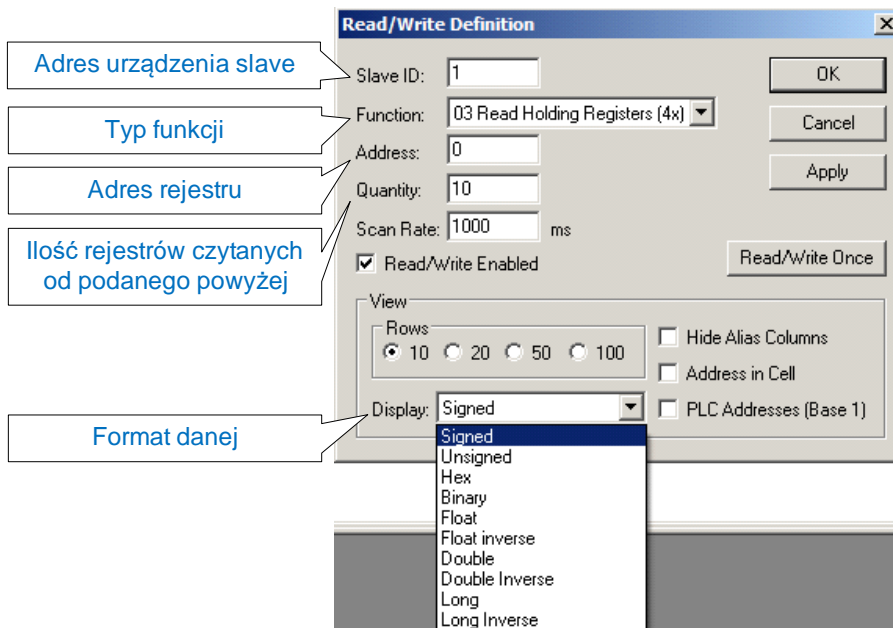 Read/Write Definition
Adres urządzenia slave
Slave ID: 1
OK
Typ funkcji
Function: 03 Read Holding Registers (4x)
Cancel
Adres rejestru
Address: 0
Apply
Quantity: 10
Ilość rejestrów czytanych
od podanego powyżej
Scan Rate: 1000 ms
Read/Write Enabled
Read/Write Once
View
Rows
10 20 50 100
Hide Alias Columns
Address in Cell
Format danej
Display: Signed
PLC Addresses (Base 1)
Signed
Unsigned
Hex
Binary
Float
Float inverse
Double
Double Inverse
Long
Long Inverse